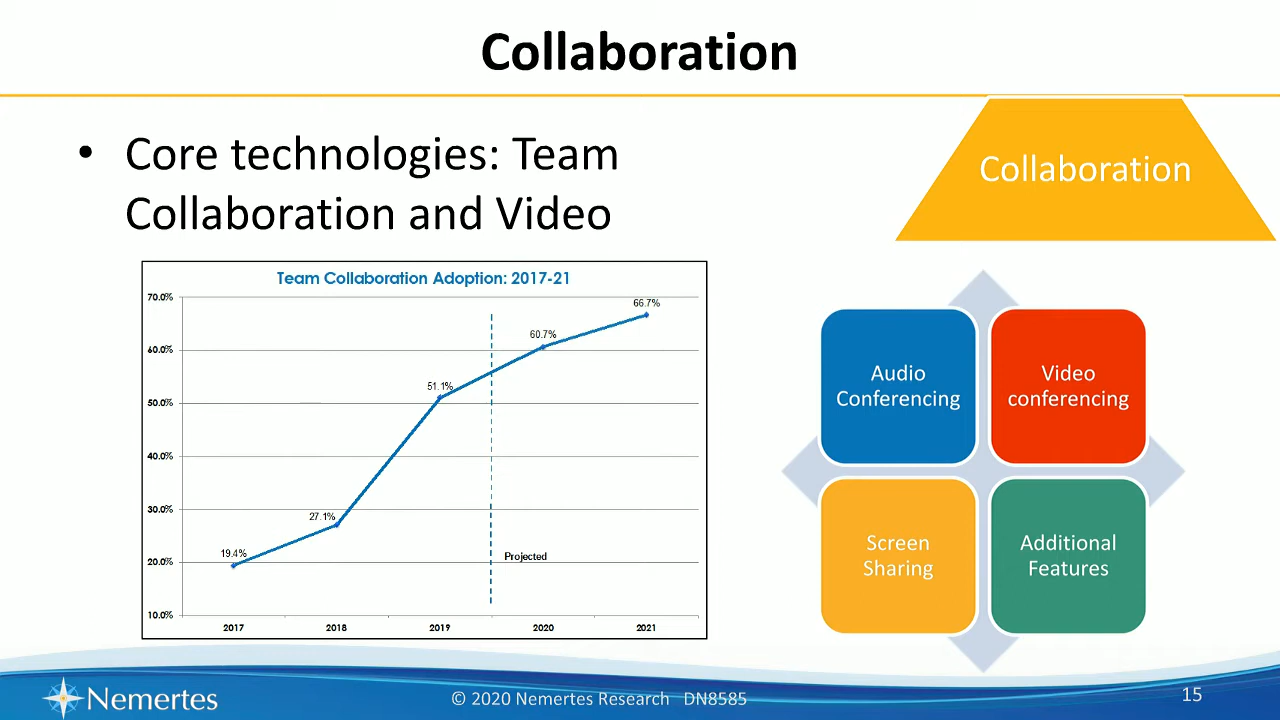 Collaboration
• Core technologies: Team
Collaboration and Video
Collaboration
Team Collaboration Adoption: 2017-21
70.0%
60.0%
50.0%
40.0%
30.0%
20.0%
10.0%
19.4%
27.1%
51.1%
60.7%
66.7%
Projected
2017
2018
2019
2020
2021
Audio
Conferencing
Video
conferencing
Screen
Sharing
Additional
Features
Nemertes
© 2020 Nemertes Research DN8585
15